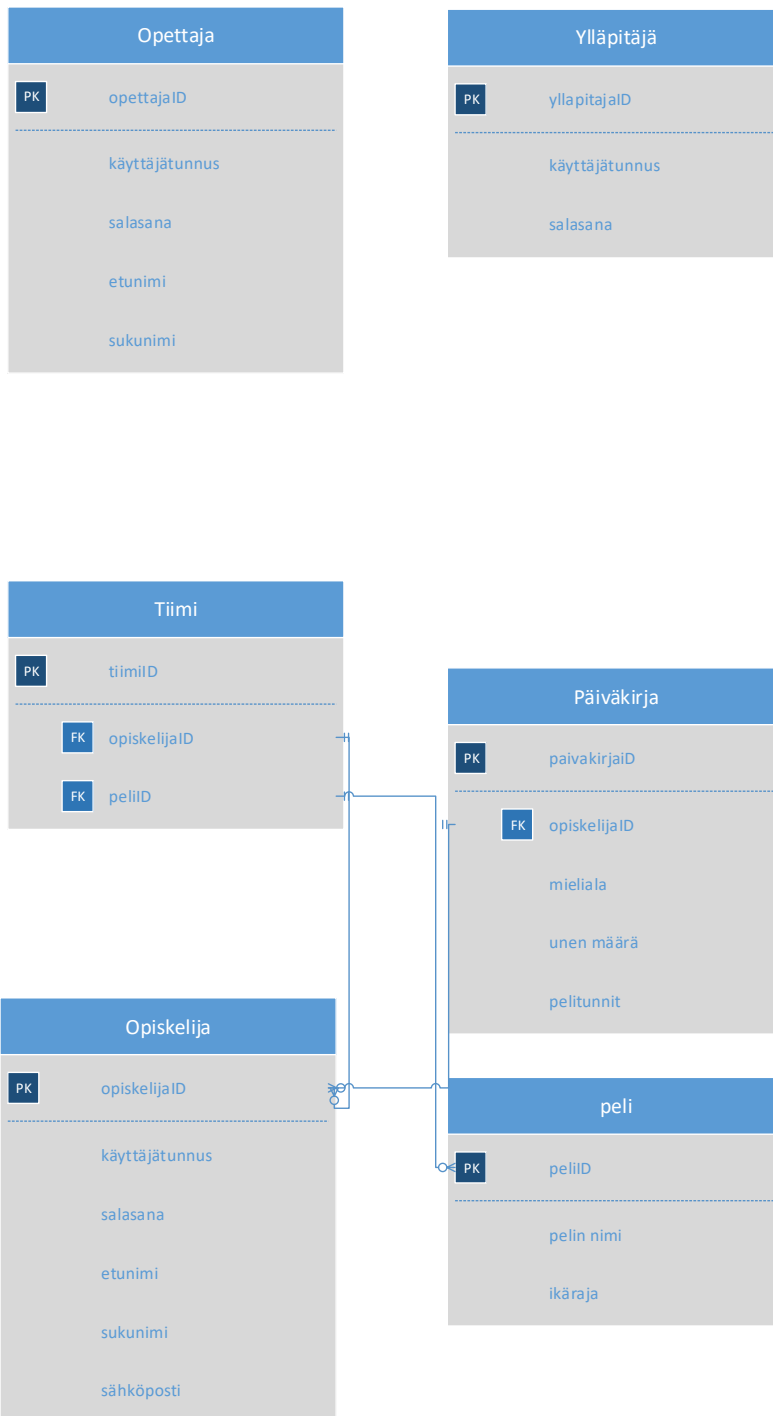 Opettaja
PK opettajaID
käyttäjätunnus
salasana
etunimi
sukunimi
Ylläpitäjä
PK yllapitajaID
käyttäjätunnus
salasana
Tiimi
PK tiimiID
FK opiskelijaID
FK peliID
Päiväkirja
PK paivakirjaiD
FK opiskelijaID
mieliala
unen määrä
pelitunnit
Opiskelija
PK opiskelijaID
käyttäjätunnus
salasana
etunimi
sukunimi
sähköposti
peli
PK peliID
pelin nimi
ikäraja